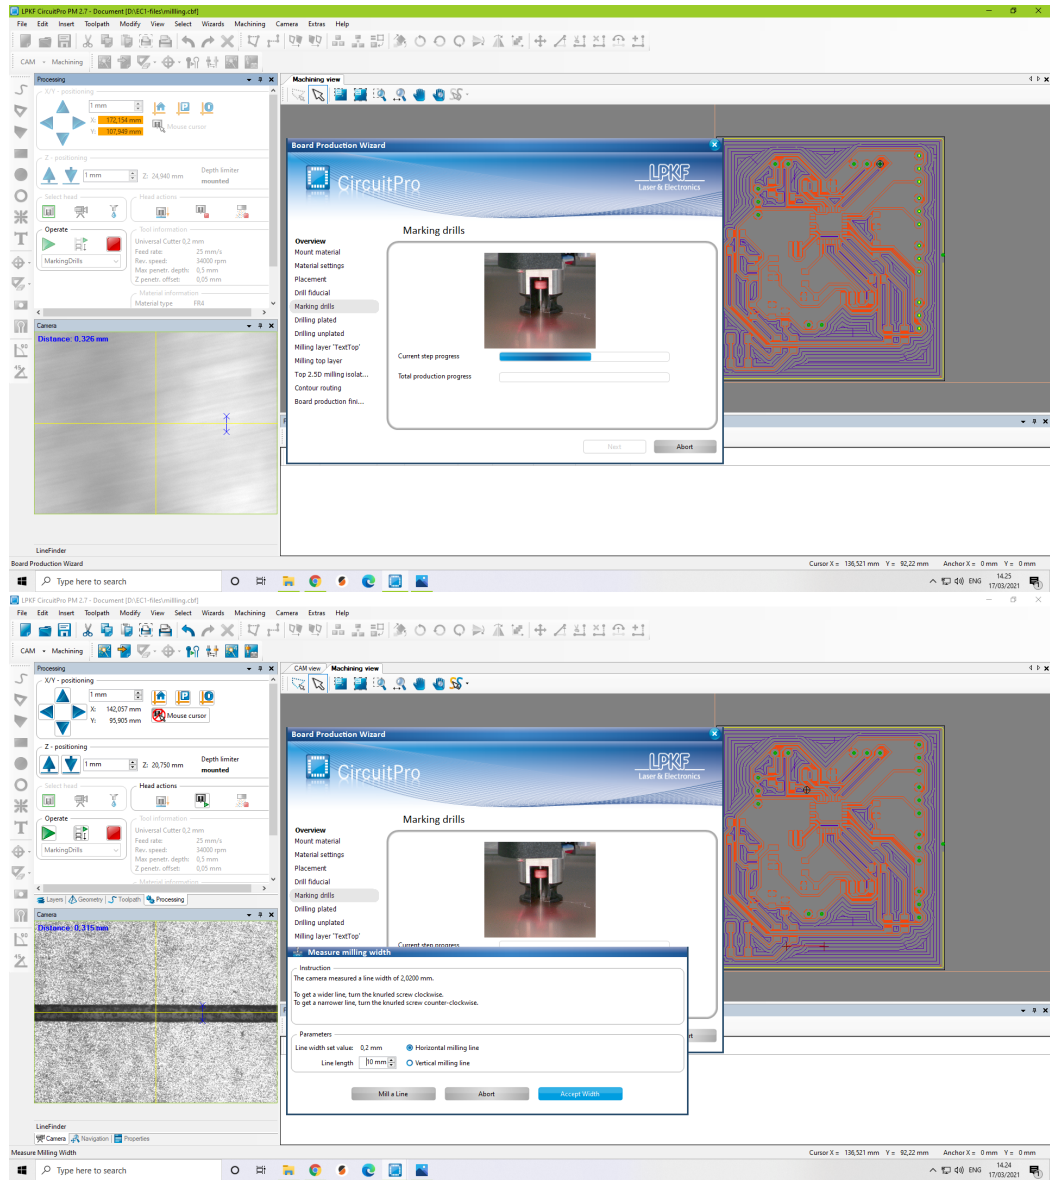 LPKF CircuitPro PM 2.7 - Document [D:\EC1-files\millling.cbf]
File Edit Insert Toolpath Modify View Select Wizards Machining Camera Extras Help
CAM Machining
Processing
Machining view
X/Y - positioning
1 mm
X: 172,154 mm
Y: 107,949 mm
Mouse cursor
Z - positioning
1 mm Z: 24,940 mm Depth limiter
mounted
Select head Head actions
Operate Tool information
Universal Cutter 0,2 mm
Feed rate: 25 mm/s
MarkingDrills Rev. speed: 34000 rpm
Max penetr. depth: 0,5 mm
Z penetr. offset: 0,05 mm
Material information
Material type FR4
Camera
Distance: 0,326 mm
LineFinder
Board Production Wizard
CircuitPro
LPKF
Laser & Electronics
Marking drills
Overview
Mount material
Material settings
Placement
Drill fiducial
Marking drills
Drilling plated
Drilling unplated
Milling layer 'TextTop'
Milling top layer
Top 2.5D milling isolat...
Contour routing
Board production fini...
Current step progress
Total production progress
Next Abort
Board Production Wizard
Cursor X = 136,521 mm Y = 92,22 mm Anchor X = 0 mm Y = 0 mm
Type here to search
ENG 14.25
17/03/2021
LPKF CircuitPro PM 2.7 - Document [D:\EC1-files\millling.cbf]
File Edit Insert Toolpath Modify View Select Wizards Machining Camera Extras Help
CAM Machining
Processing
CAM view Machining view
X/Y - positioning
1 mm
X: 142,057 mm
Y: 95,905 mm
Mouse cursor
Z - positioning
1 mm Z: 20,750 mm Depth limiter
mounted
Select head Head actions
Operate Tool information
Universal Cutter 0,2 mm
Feed rate: 25 mm/s
MarkingDrills Rev. speed: 34000 rpm
Max penetr. depth: 0,5 mm
Z penetr. offset: 0,05 mm
Material information
Layers Geometry Toolpath Processing
Camera
Distance: 0,315 mm
LineFinder
Camera Navigation Properties
Board Production Wizard
CircuitPro
LPKF
Laser & Electronics
Marking drills
Overview
Mount material
Material settings
Placement
Drill fiducial
Marking drills
Drilling plated
Drilling unplated
Milling layer 'TextTop'
Current step progress
Measure milling width
Instruction
The camera measured a line width of 2,0200 mm.
To get a wider line, turn the knurled screw clockwise.
To get a narrower line, turn the knurled screw counter-clockwise.
Parameters
Line width set value: 0,2 mm Horizontal milling line
Line length 10 mm Vertical milling line
Mill a Line Abort Accept Width
Measure Milling Width
Cursor X = 136,521 mm Y = 92,22 mm Anchor X = 0 mm Y = 0 mm
Type here to search
ENG 14.24
17/03/2021